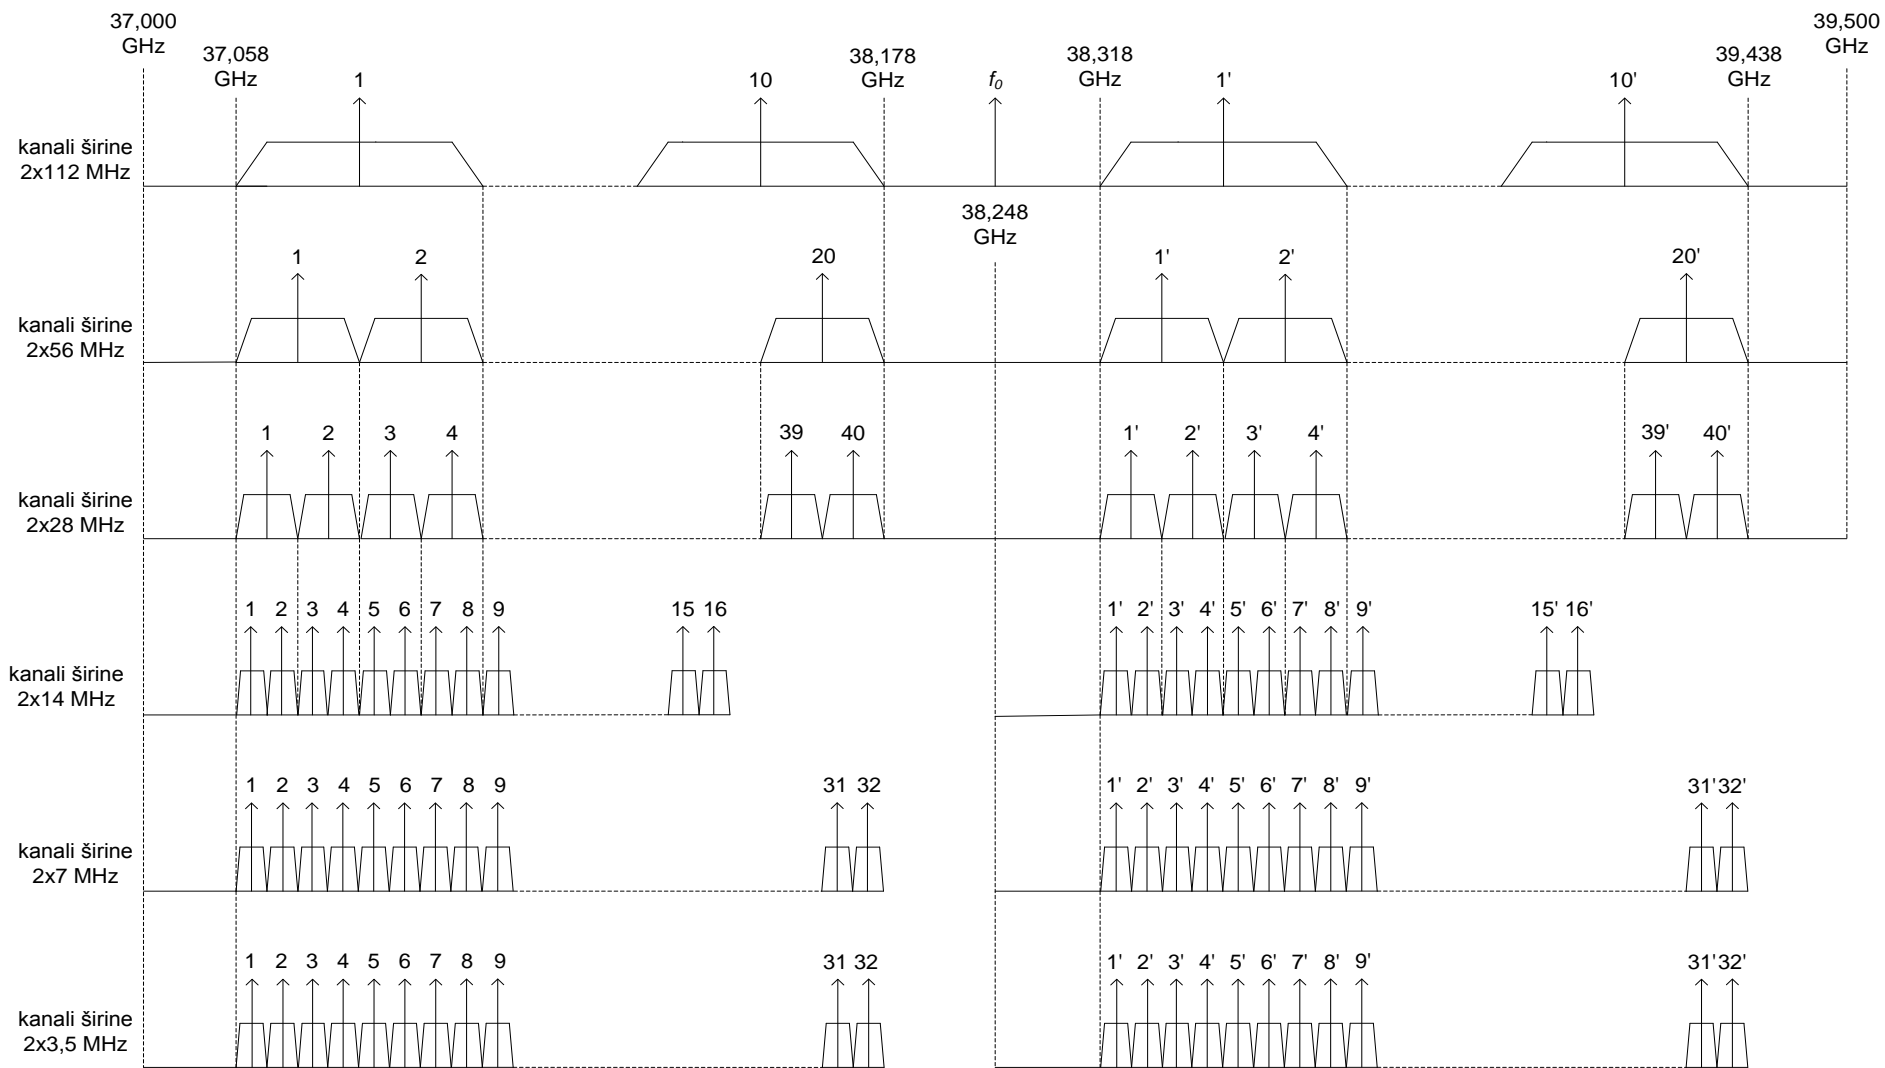 37,000
GHz
39,500
GHz
37,058
GHz
1
10
38,178
GHz
f0
38,318
GHz
1'
10'
39,438
GHz
kanali širine
2x112 MHz
38,248
GHz
1 2 20 1' 2' 20'
kanali širine
2x56 MHz
1 2 3 4 39 40 1' 2' 3' 4' 39' 40'
kanali širine
2x28 MHz
1 2 3 4 5 6 7 8 9 15 16 1' 2' 3' 4' 5' 6' 7' 8' 9' 15' 16'
kanali širine
2x14 MHz
1 2 3 4 5 6 7 8 9 31 32 1' 2' 3' 4' 5' 6' 7' 8' 9' 31' 32'
kanali širine
2x7 MHz
1 2 3 4 5 6 7 8 9 31 32 1' 2' 3' 4' 5' 6' 7' 8' 9' 31' 32'
kanali širine
2x3,5 MHz